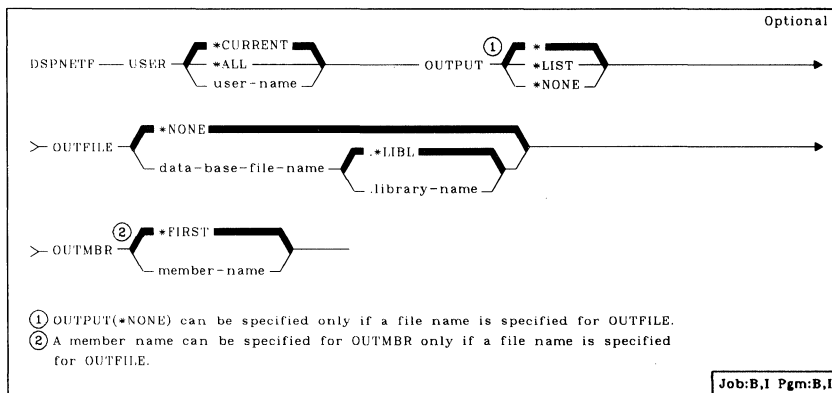 Optional
*CURRENT
*
DSPNETF USER *ALL OUTPUT ① *LIST
user-name
*NONE
*NONE
OUTFILE
.*LIBL
data-base-file-name
.library-name
② *FIRST
OUTMBR
member-name
① OUTPUT(*NONE) can be specified only if a file name is specified for OUTFILE.
② A member name can be specified for OUTMBR only if a file name is specified
for OUTFILE.
Job:B,I Pgm:B,I